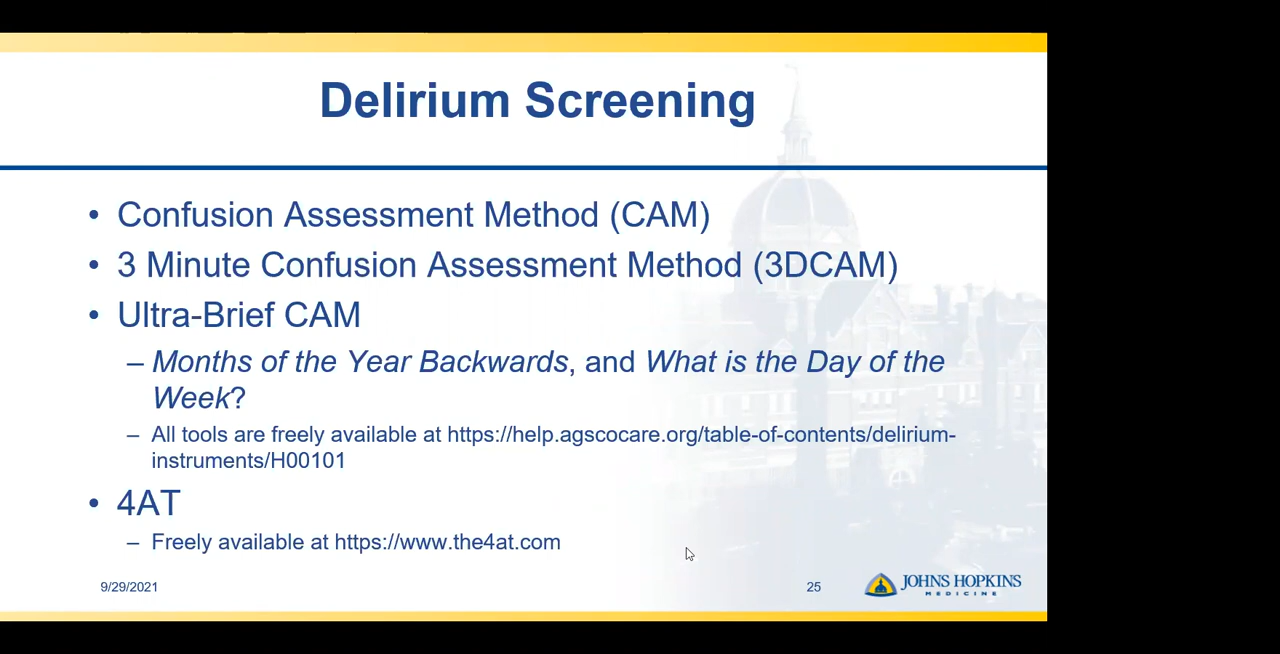 Delirium Screening
• Confusion Assessment Method (CAM)
• 3 Minute Confusion Assessment Method (3DCAM)
• Ultra-Brief CAM
– Months of the Year Backwards, and What is the Day of the
Week?
– All tools are freely available at https://help.agscocare.org/table-of-contents/delirium-
instruments/H00101
• 4AT
– Freely available at https://www.the4at.com
9/29/2021
25
JOHNS HOPKINS
MEDICINE